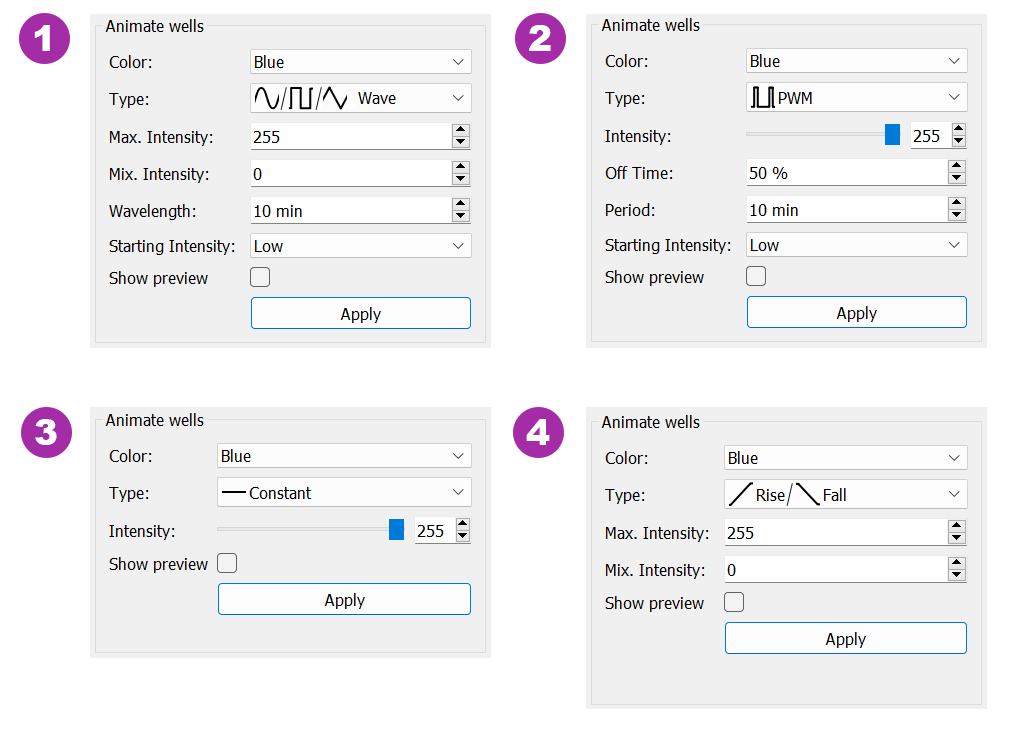 1
Animate wells
Color: Blue
Type: Wave
Max. Intensity: 255
Mix. Intensity: 0
Wavelength: 10 min
Starting Intensity: Low
Show preview
Apply
2
Animate wells
Color: Blue
Type: PWM
Intensity: 255
Off Time: 50 %
Period: 10 min
Starting Intensity: Low
Show preview
Apply
3
Animate wells
Color: Blue
Type: Constant
Intensity: 255
Show preview
Apply
4
Animate wells
Color: Blue
Type: Rise/ Fall
Max. Intensity: 255
Mix. Intensity: 0
Show preview
Apply